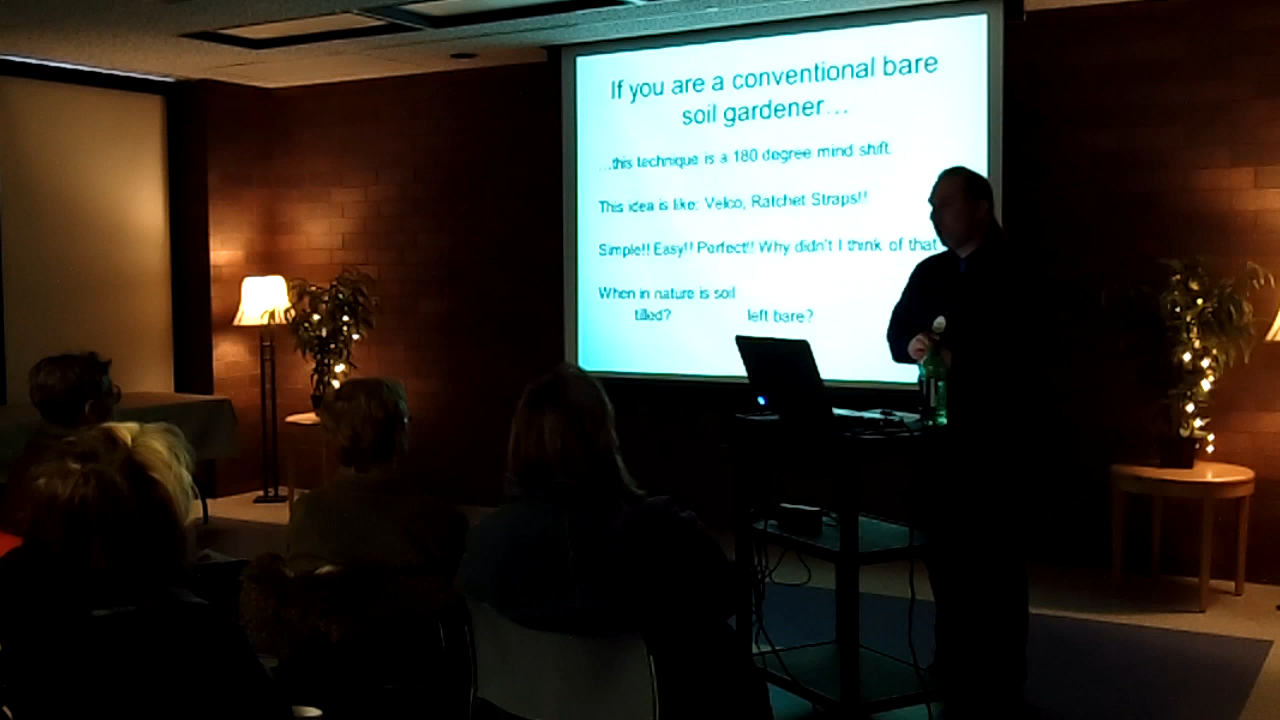 If you are a conventional bare
soil gardener...
...this technique is a 180 degree mind shift.
This idea is like: Velco, Ratchet Straps!!
Simple!! Easy!! Perfect!! Why didn't I think of that
When in nature is soil
tilled? left bare?